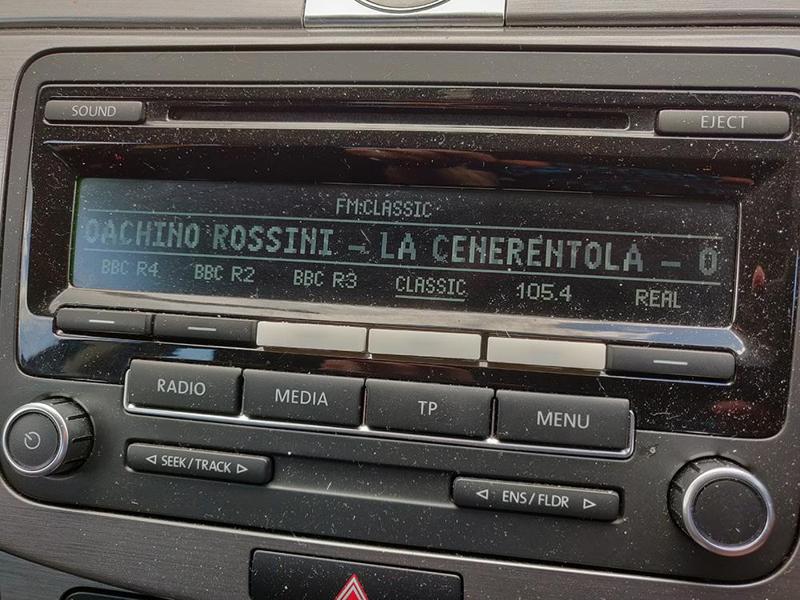 SOUND EJECT
FM:CLASSIC
OACHINO ROSSINI - LA CENERENTOLA - O
BBC R4 BBC R2 BBC R3 CLASSIC 105.4 REAL
RADIO MEDIA TP MENU
SEEK/TRACK
ENS/FLDR